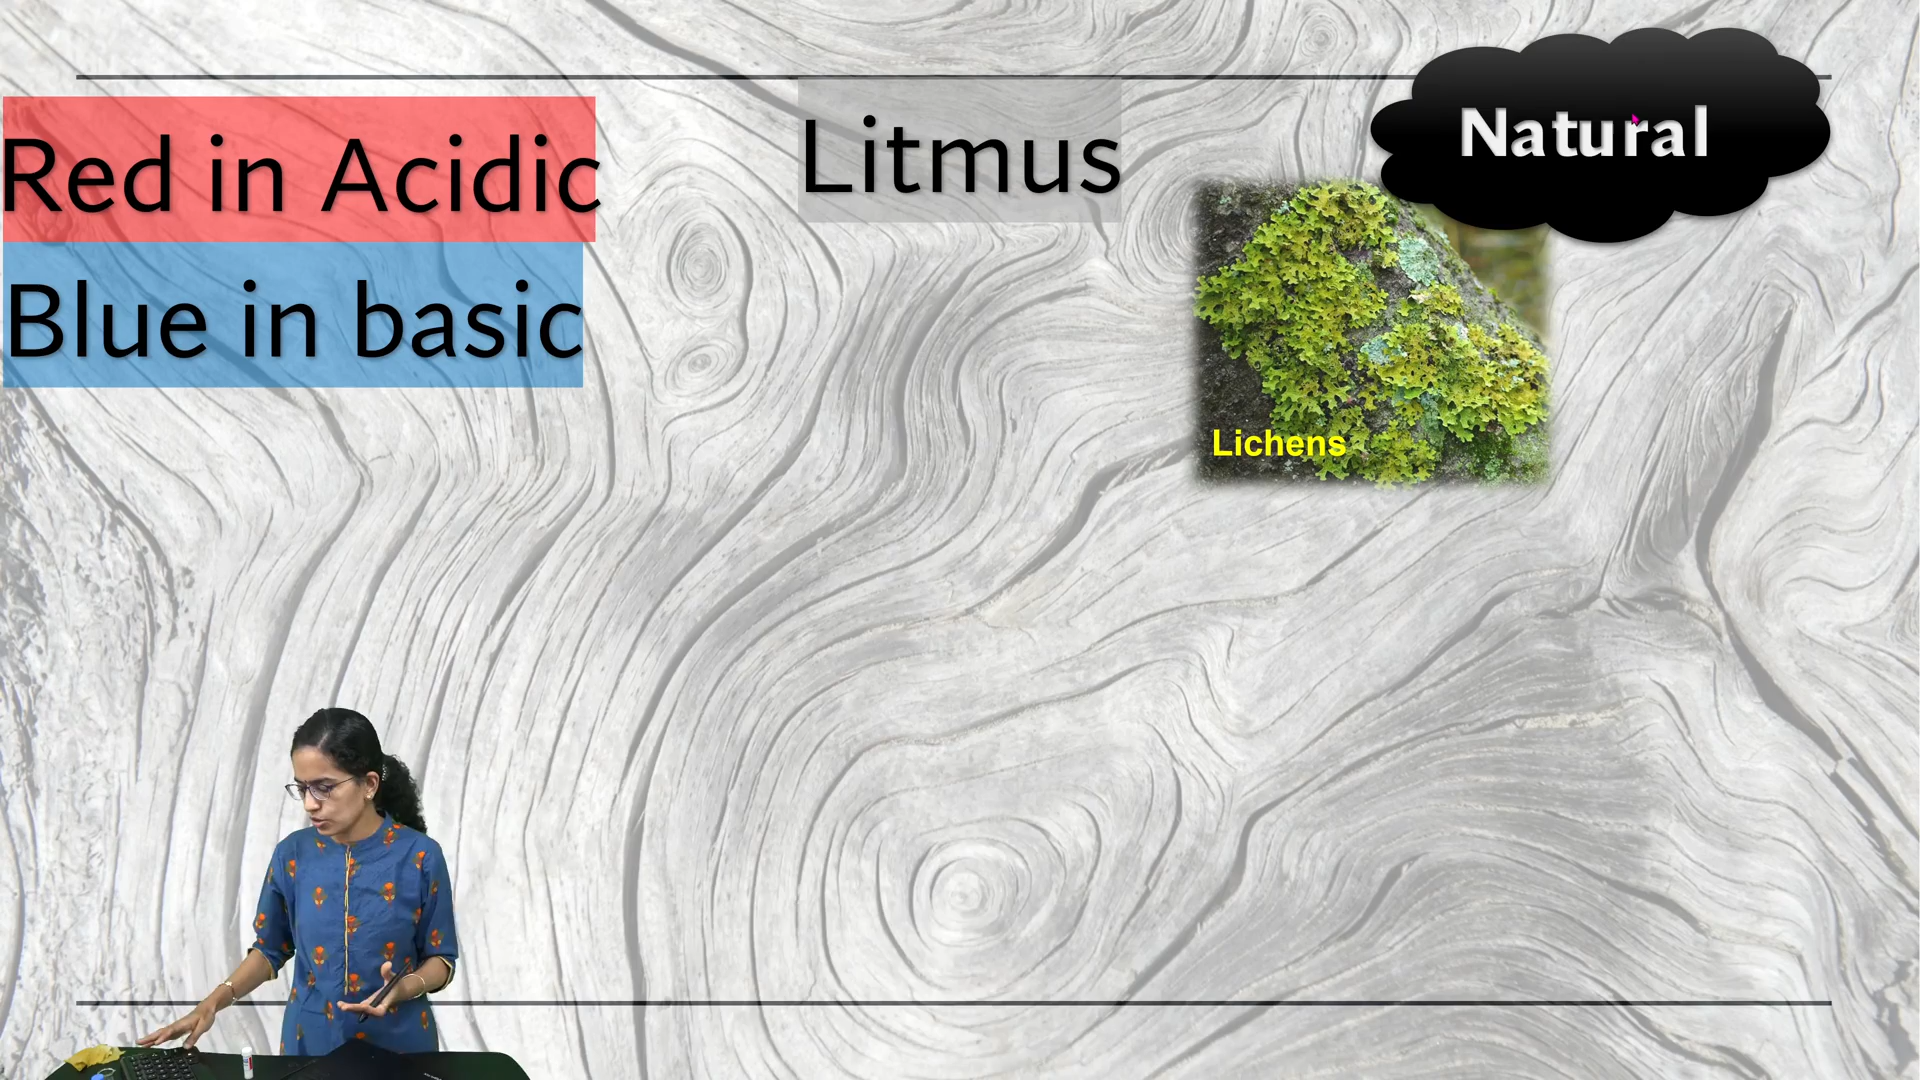 Red in Acidic
Blue in basic
Litmus
Natural
Lichens